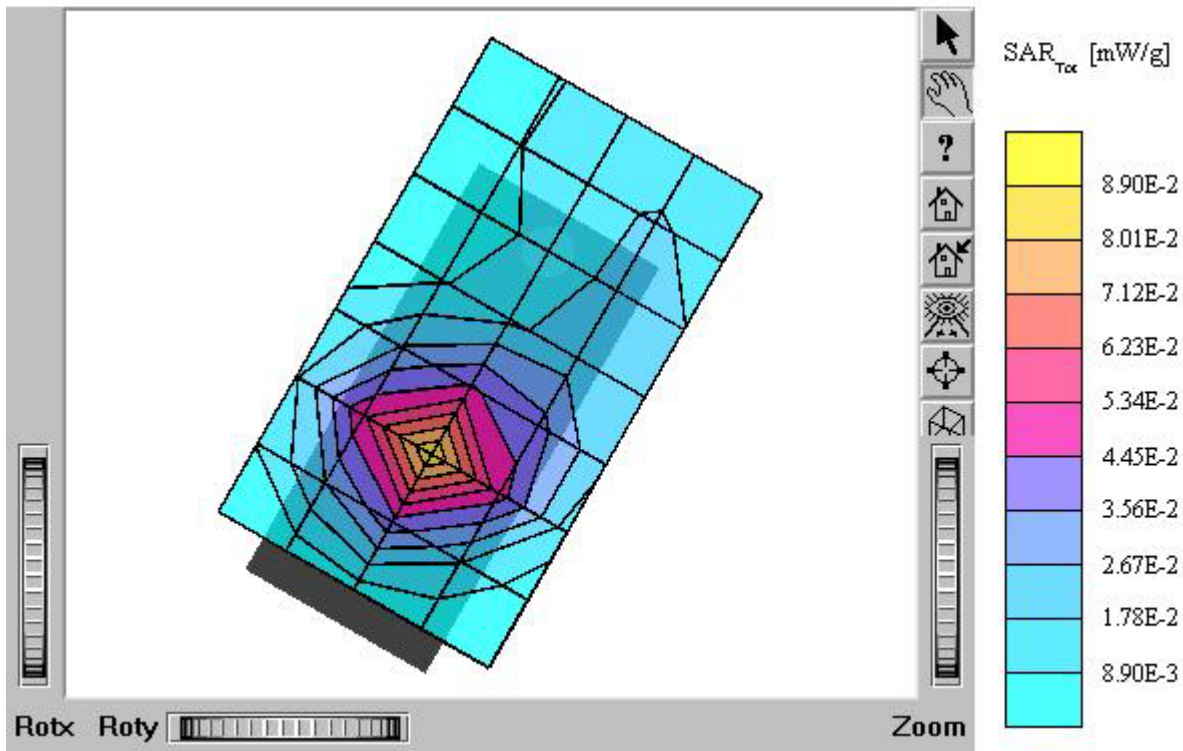 SAR_Tot [mW/g]
?
8.90E-2
8.01E-2
7.12E-2
6.23E-2
5.34E-2
4.45E-2
3.56E-2
2.67E-2
1.78E-2
8.90E-3
Rotx Roty Zoom